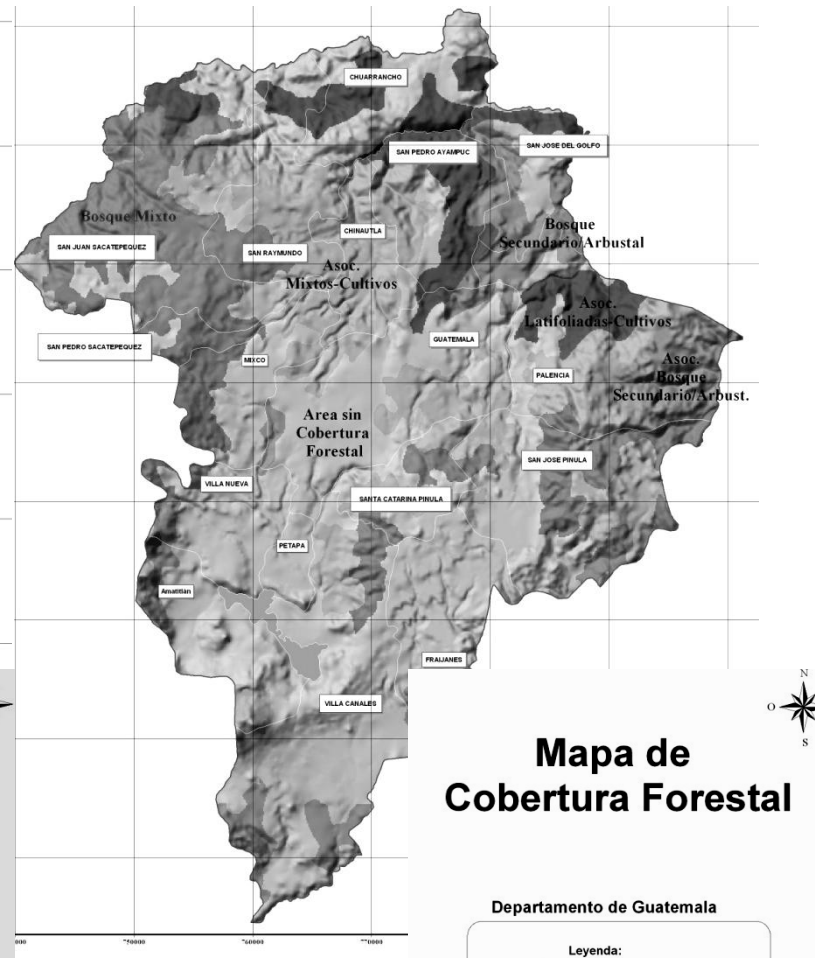 CHUARRANCHO
SAN PEDRO AYAMPUC
SAN JOSE DEL GOLFO
Bosque Mixto
SAN JUAN SACATEPEQUEZ
CHINAUTLA
Bosque
Secundario/Arbustal
SAN RAYMUNDO
Asoc.
Mixtos-Cultivos
Asoc.
Latifoliadas-Cultivos
SAN PEDRO SACATEPEQUEZ
GUATEMALA
MIXCO
PALENCIA
Asoc.
Bosque
Secundario/Arbust.
Area sin
Cobertura
Forestal
SAN JOSE PINULA
VILLA NUEVA
SANTA CATARINA PINULA
PETAPA
Amatitlán
FRAIJANES
VILLA CANALES
N
O
S
Mapa de
Cobertura Forestal
Departamento de Guatemala
Leyenda: